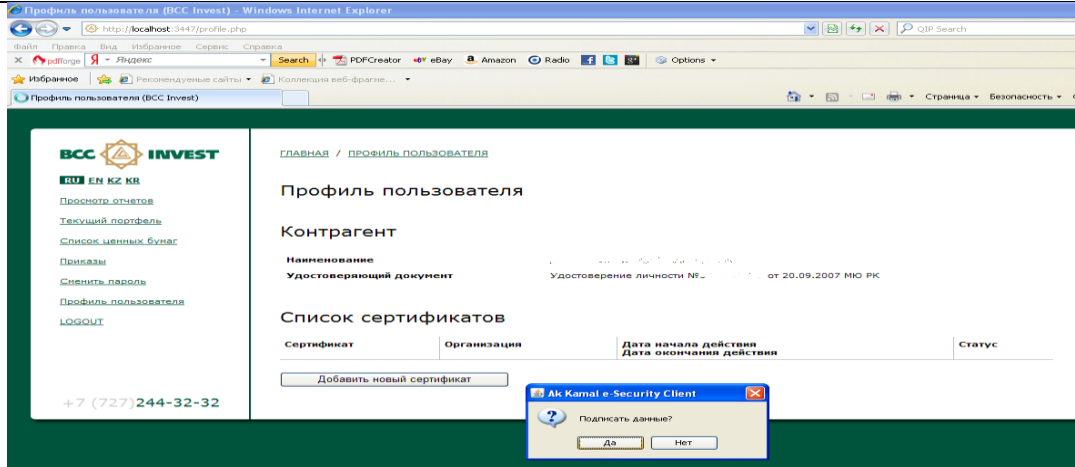 Профиль пользователя (BCC Invest) - Windows Internet Explorer
http://localhost:3447/profile.php
QIP Search
Файл Правка Вид Избранное Сервис Справка
pdfforge Яндекс Search PDFCreator eBay Amazon Radio Options
Избранное Рекомендуемые сайты Коллекция веб-фрагме...
Профиль пользователя (BCC Invest) Страница Безопасность
BCC INVEST
RU EN KZ KR
Просмотр отчетов
Текущий портфель
Список ценных бумаг
Приказы
Сменить пароль
Профиль пользователя
LOGOUT
+7 (727)244-32-32
ГЛАВНАЯ / ПРОФИЛЬ ПОЛЬЗОВАТЕЛЯ
Профиль пользователя
Контрагент
Наименование
Удостоверяющий документ Удостоверение личности № от 20.09.2007 МЮ РК
Список сертификатов
Сертификат Организация Дата начала действия Статус
Дата окончания действия
Добавить новый сертификат
Ak Kamal e-Security Client
Подписать данные?
Да Нет